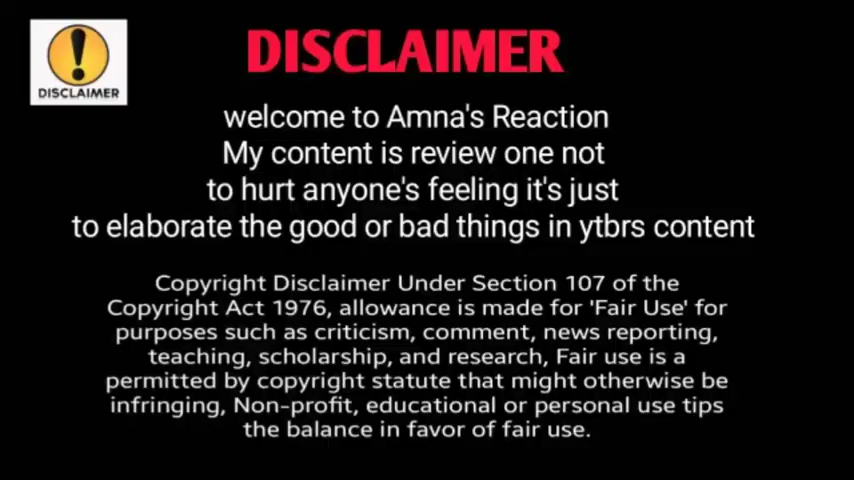 DISCLAIMER
DISCLAIMER
welcome to Amna's Reaction
My content is review one not
to hurt anyone's feeling it's just
to elaborate the good or bad things in ytbrs content
Copyright Disclaimer Under Section 107 of the
Copyright Act 1976, allowance is made for 'Fair Use' for
purposes such as criticism, comment, news reporting,
teaching, scholarship, and research, Fair use is a
permitted by copyright statute that might otherwise be
infringing, Non-profit, educational or personal use tips
the balance in favor of fair use.